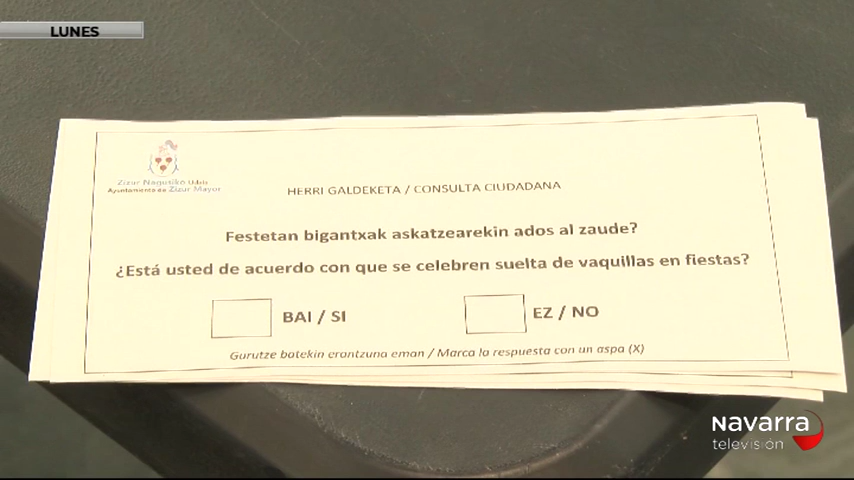 LUNES
Zizur Nagusiko Udala
Ayuntamiento de Zizur Mayor
HERRI GALDEKETA / CONSULTA CIUDADANA
Festetan bigantxak askatzearekin ados al zaude?
¿Está usted de acuerdo con que se celebren suelta de vaquillas en fiestas?
BAI / SI
EZ / NO
Gurutze batekin erantzuna eman / Marca la respuesta con un aspa (X)
Navarra
televisión